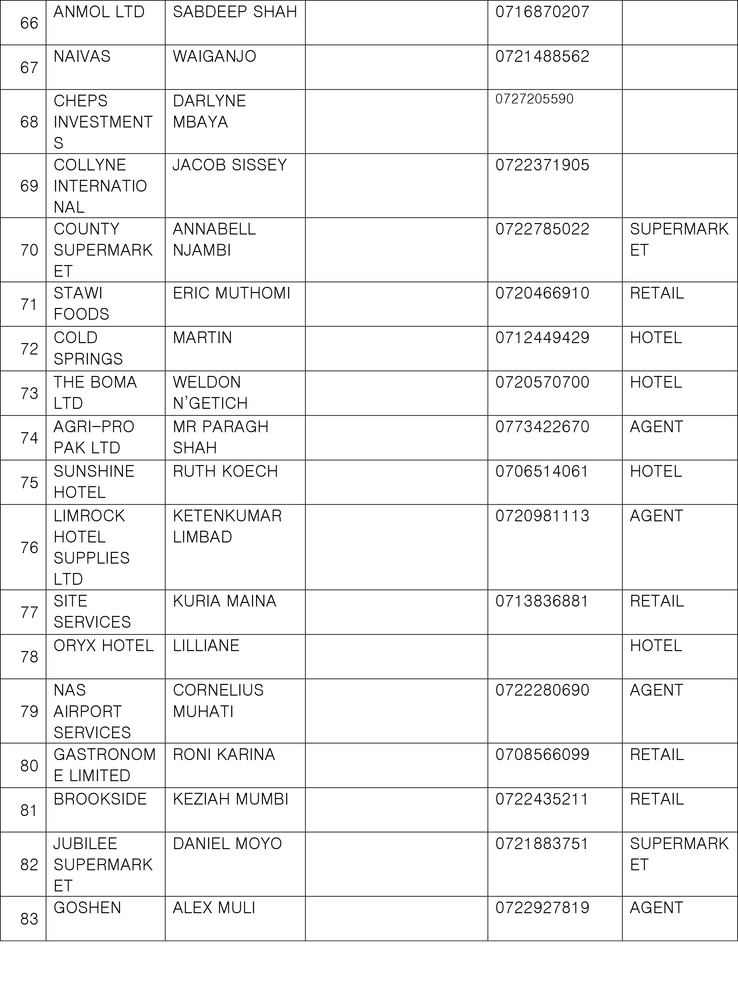 66 ANMOL LTD SABDEEP SHAH 0716870207
67 NAIVAS WAIGANJO 0721488562
68 CHEPS DARLYNE 0727205590
INVESTMENT MBAYA
S
69 COLLYNE JACOB SISSEY 0722371905
INTERNATIO
NAL
70 COUNTY ANNABELL 0722785022 SUPERMARK
SUPERMARK NJAMBI ET
ET
71 STAWI ERIC MUTHOMI 0720466910 RETAIL
FOODS
72 COLD MARTIN 0712449429 HOTEL
SPRINGS
73 THE BOMA WELDON 0720570700 HOTEL
LTD N’GETICH
74 AGRI-PRO MR PARAGH 0773422670 AGENT
PAK LTD SHAH
75 SUNSHINE RUTH KOECH 0706514061 HOTEL
HOTEL
76 LIMROCK KETENKUMAR 0720981113 AGENT
HOTEL LIMBAD
SUPPLIES
LTD
77 SITE KURIA MAINA 0713836881 RETAIL
SERVICES
78 ORYX HOTEL LILLIANE HOTEL
79 NAS CORNELIUS 0722280690 AGENT
AIRPORT MUHATI
SERVICES
80 GASTRONOM RONI KARINA 0708566099 RETAIL
E LIMITED
81 BROOKSIDE KEZIAH MUMBI 0722435211 RETAIL
82 JUBILEE DANIEL MOYO 0721883751 SUPERMARK
SUPERMARK ET
ET
83 GOSHEN ALEX MULI 0722927819 AGENT